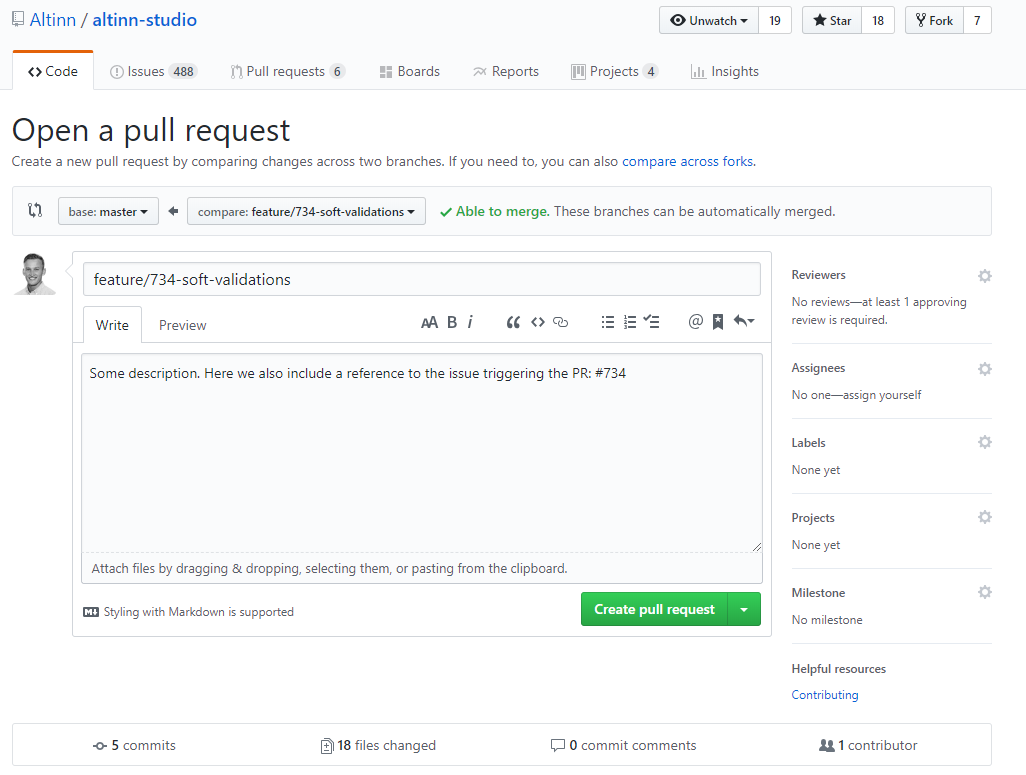 Altinn / altinn-studio
Unwatch 19 Star 18 Fork 7
Code Issues 488 Pull requests 6 Boards Reports Projects 4 Insights
Open a pull request
Create a new pull request by comparing changes across two branches. If you need to, you can also compare across forks.
base: master compare: feature/734-soft-validations Able to merge. These branches can be automatically merged.
feature/734-soft-validations
Write Preview AA B i
Some description. Here we also include a reference to the issue triggering the PR: #734
Attach files by dragging & dropping, selecting them, or pasting from the clipboard.
Styling with Markdown is supported
Create pull request
Reviewers
No reviews—at least 1 approving
review is required.
Assignees
No one—assign yourself
Labels
None yet
Projects
None yet
Milestone
No milestone
Helpful resources
Contributing
5 commits 18 files changed 0 commit comments 1 contributor